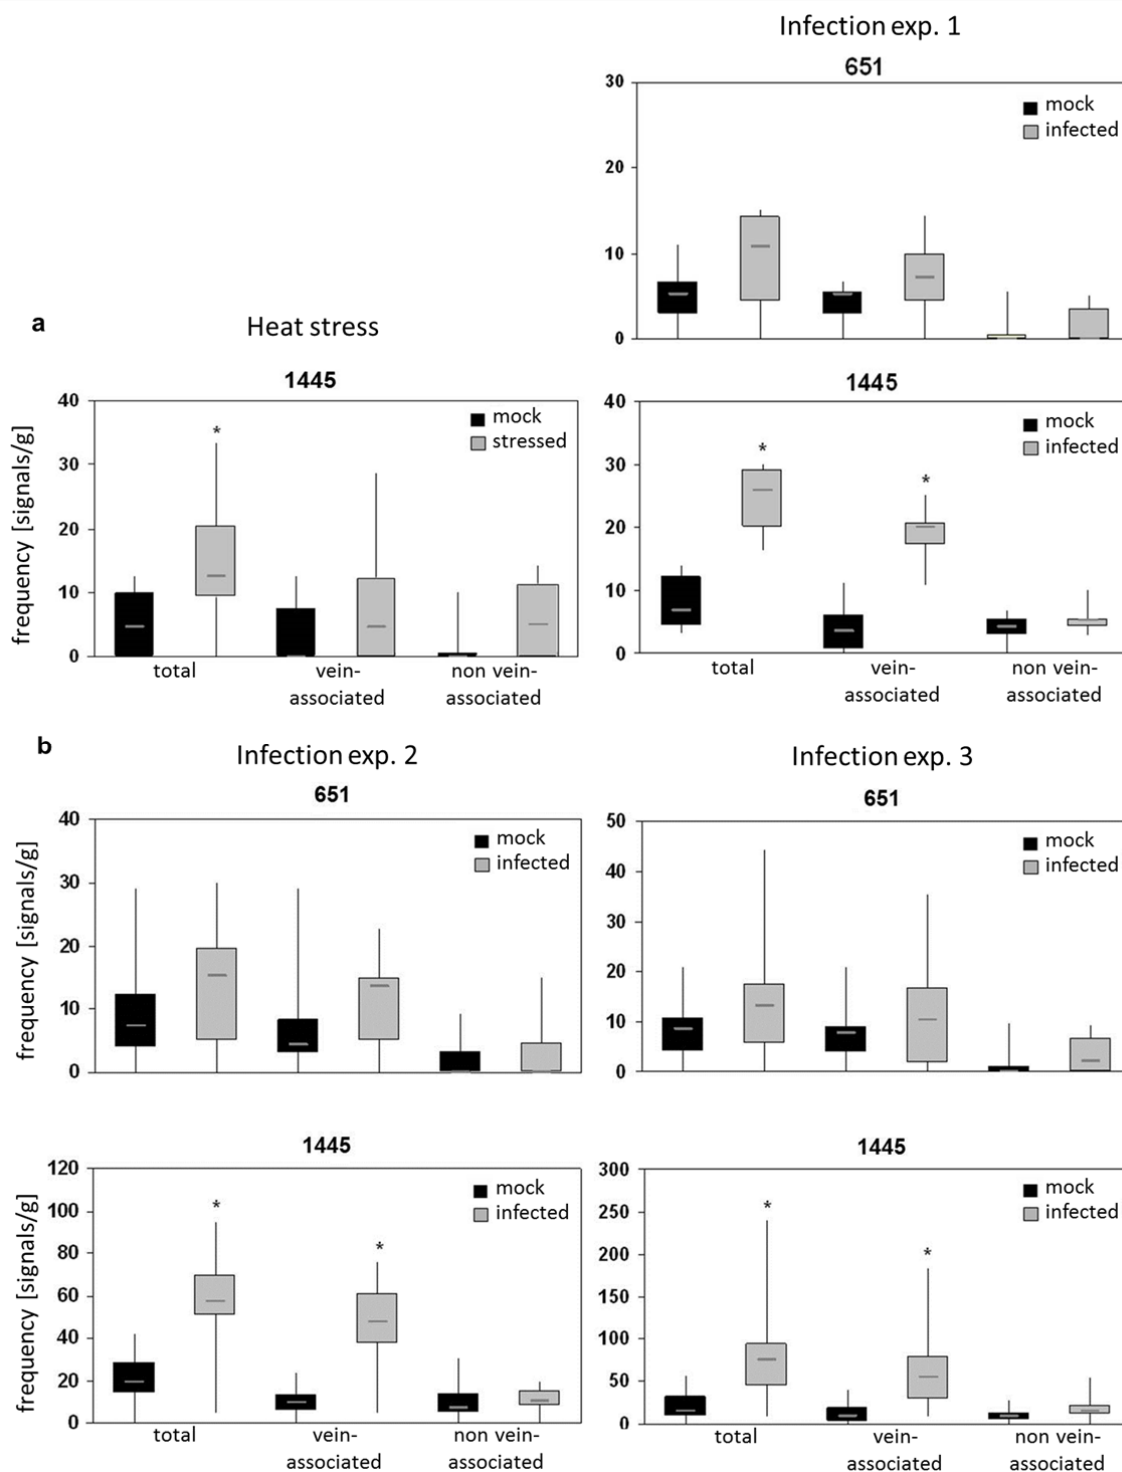 Infection exp. 1
651
30
20
10
0
mock
infected
a
Heat stress
1445
frequency [signals/g]
40
30
20
10
0
*
mock
stressed
total
vein-
associated
non vein-
associated
1445
40
30
20
10
0
*
*
mock
infected
total
vein-
associated
non vein-
associated
b
Infection exp. 2
651
frequency [signals/g]
40
30
20
10
0
mock
infected
Infection exp. 3
651
50
40
30
20
10
0
mock
infected
1445
frequency [signals/g]
120
100
80
60
40
20
0
*
*
mock
infected
total
vein-
associated
non vein-
associated
1445
300
250
200
150
100
50
0
*
*
mock
infected
total
vein-
associated
non vein-
associated